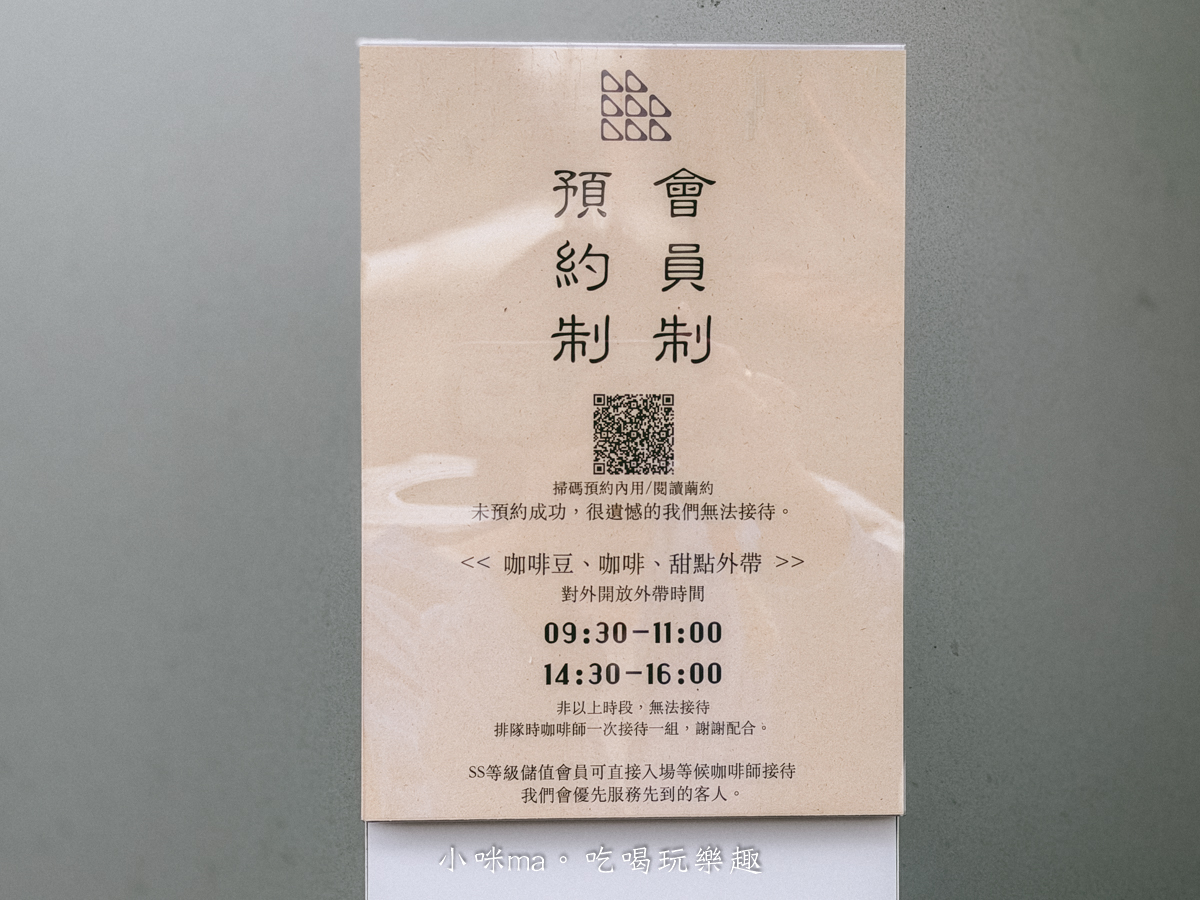 會員制
預約制
掃碼預約內用/閱讀繭約
未預約成功，很遺憾的我們無法接待。
<< 咖啡豆、咖啡、甜點外帶 >>
對外開放外帶時間
09:30-11:00
14:30-16:00
非以上時段，無法接待
排隊時咖啡師一次接待一組，謝謝配合。
SS等級儲值會員可直接入場等候咖啡師接待
我們會優先服務先到的客人。
小咪ma。吃喝玩樂趣